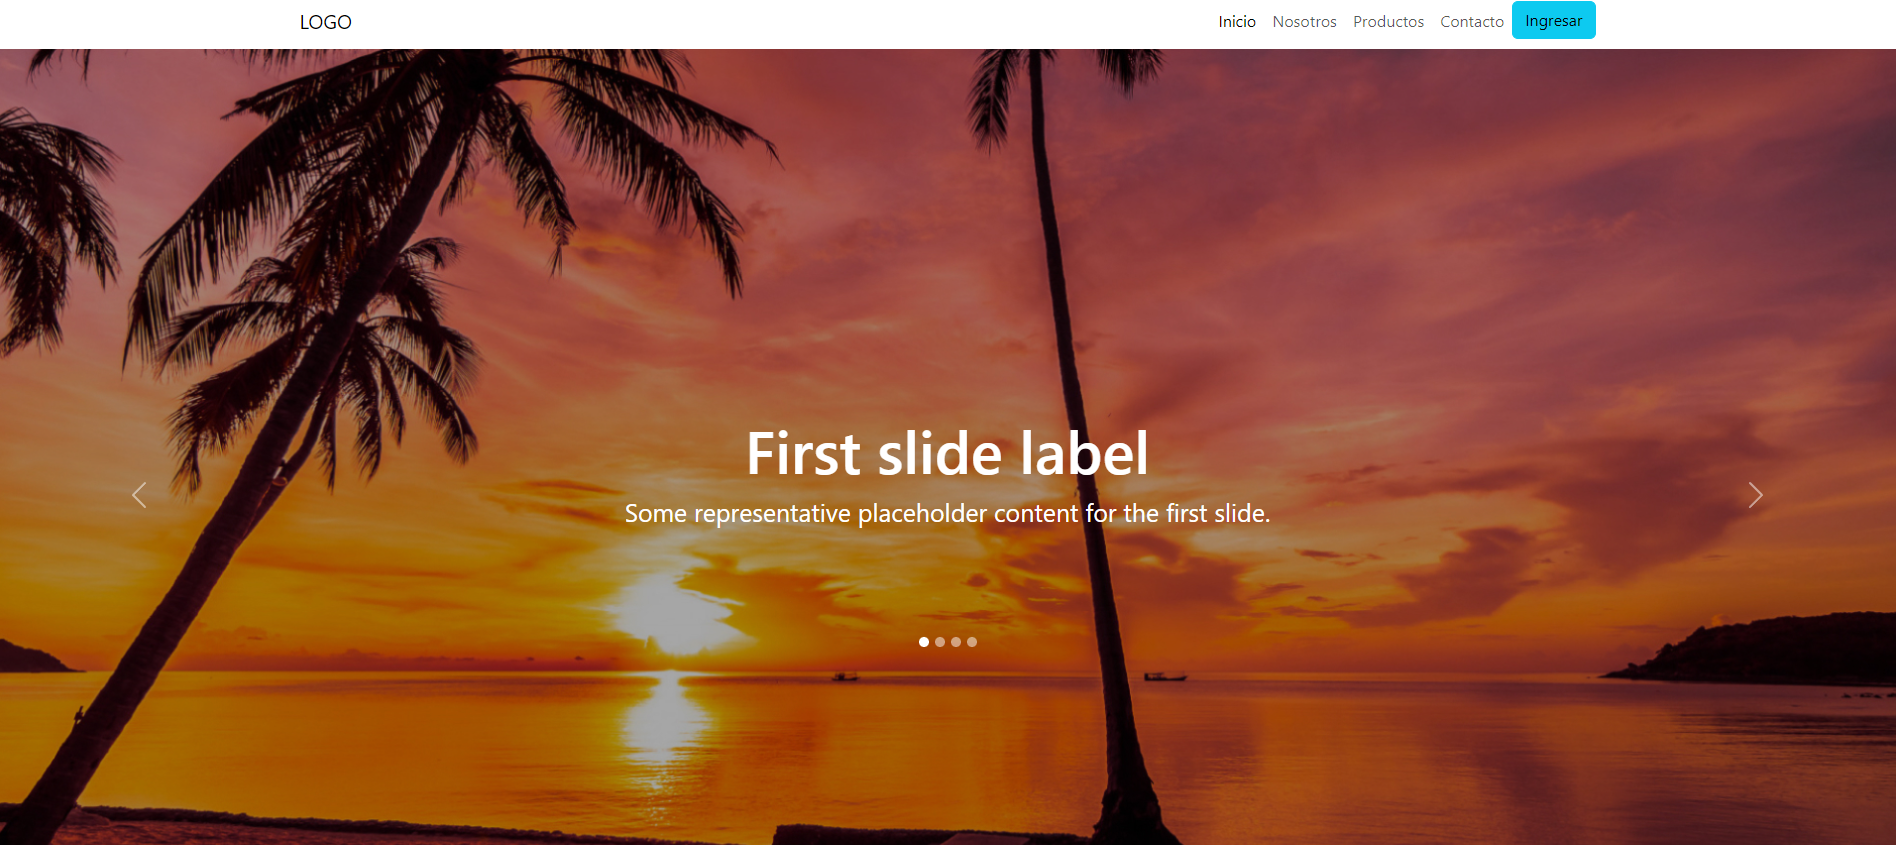 LOGO
Inicio Nosotros Productos Contacto Ingresar
First slide label
Some representative placeholder content for the first slide.